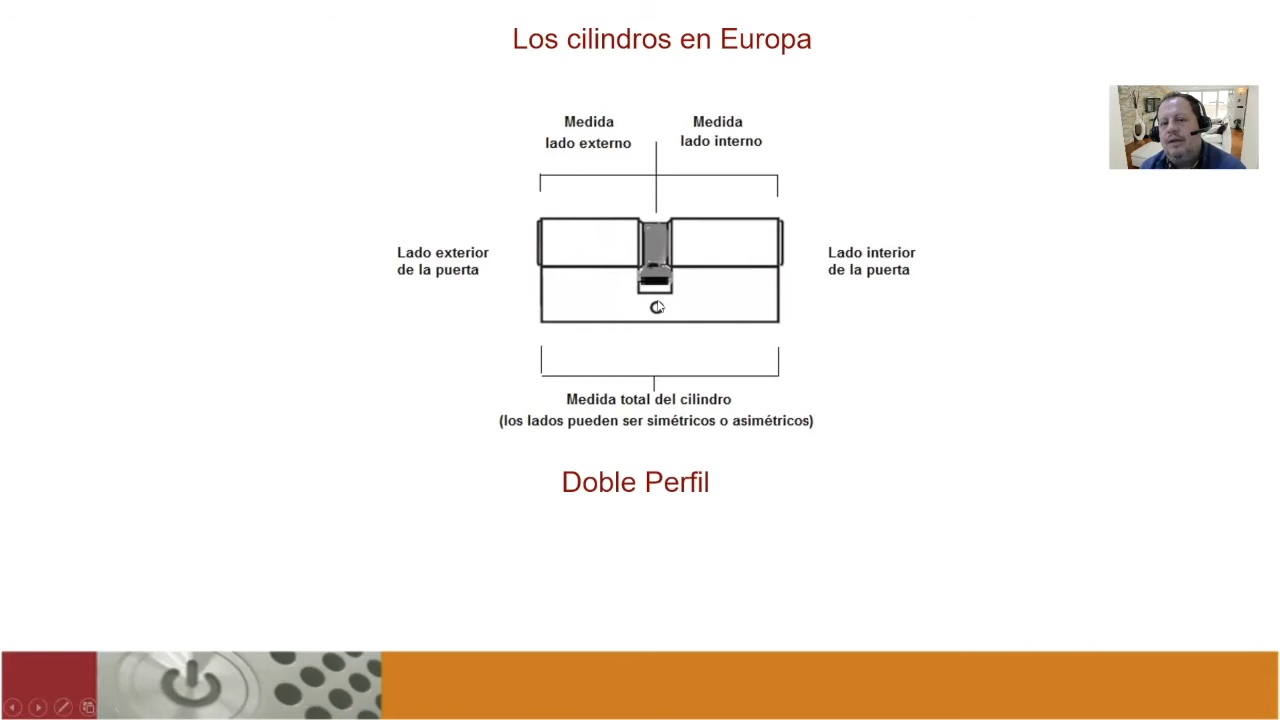 Los cilindros en Europa
Medida
lado externo
Medida
lado interno
Lado exterior
de la puerta
Lado interior
de la puerta
Medida total del cilindro
(los lados pueden ser simétricos o asimétricos)
Doble Perfil